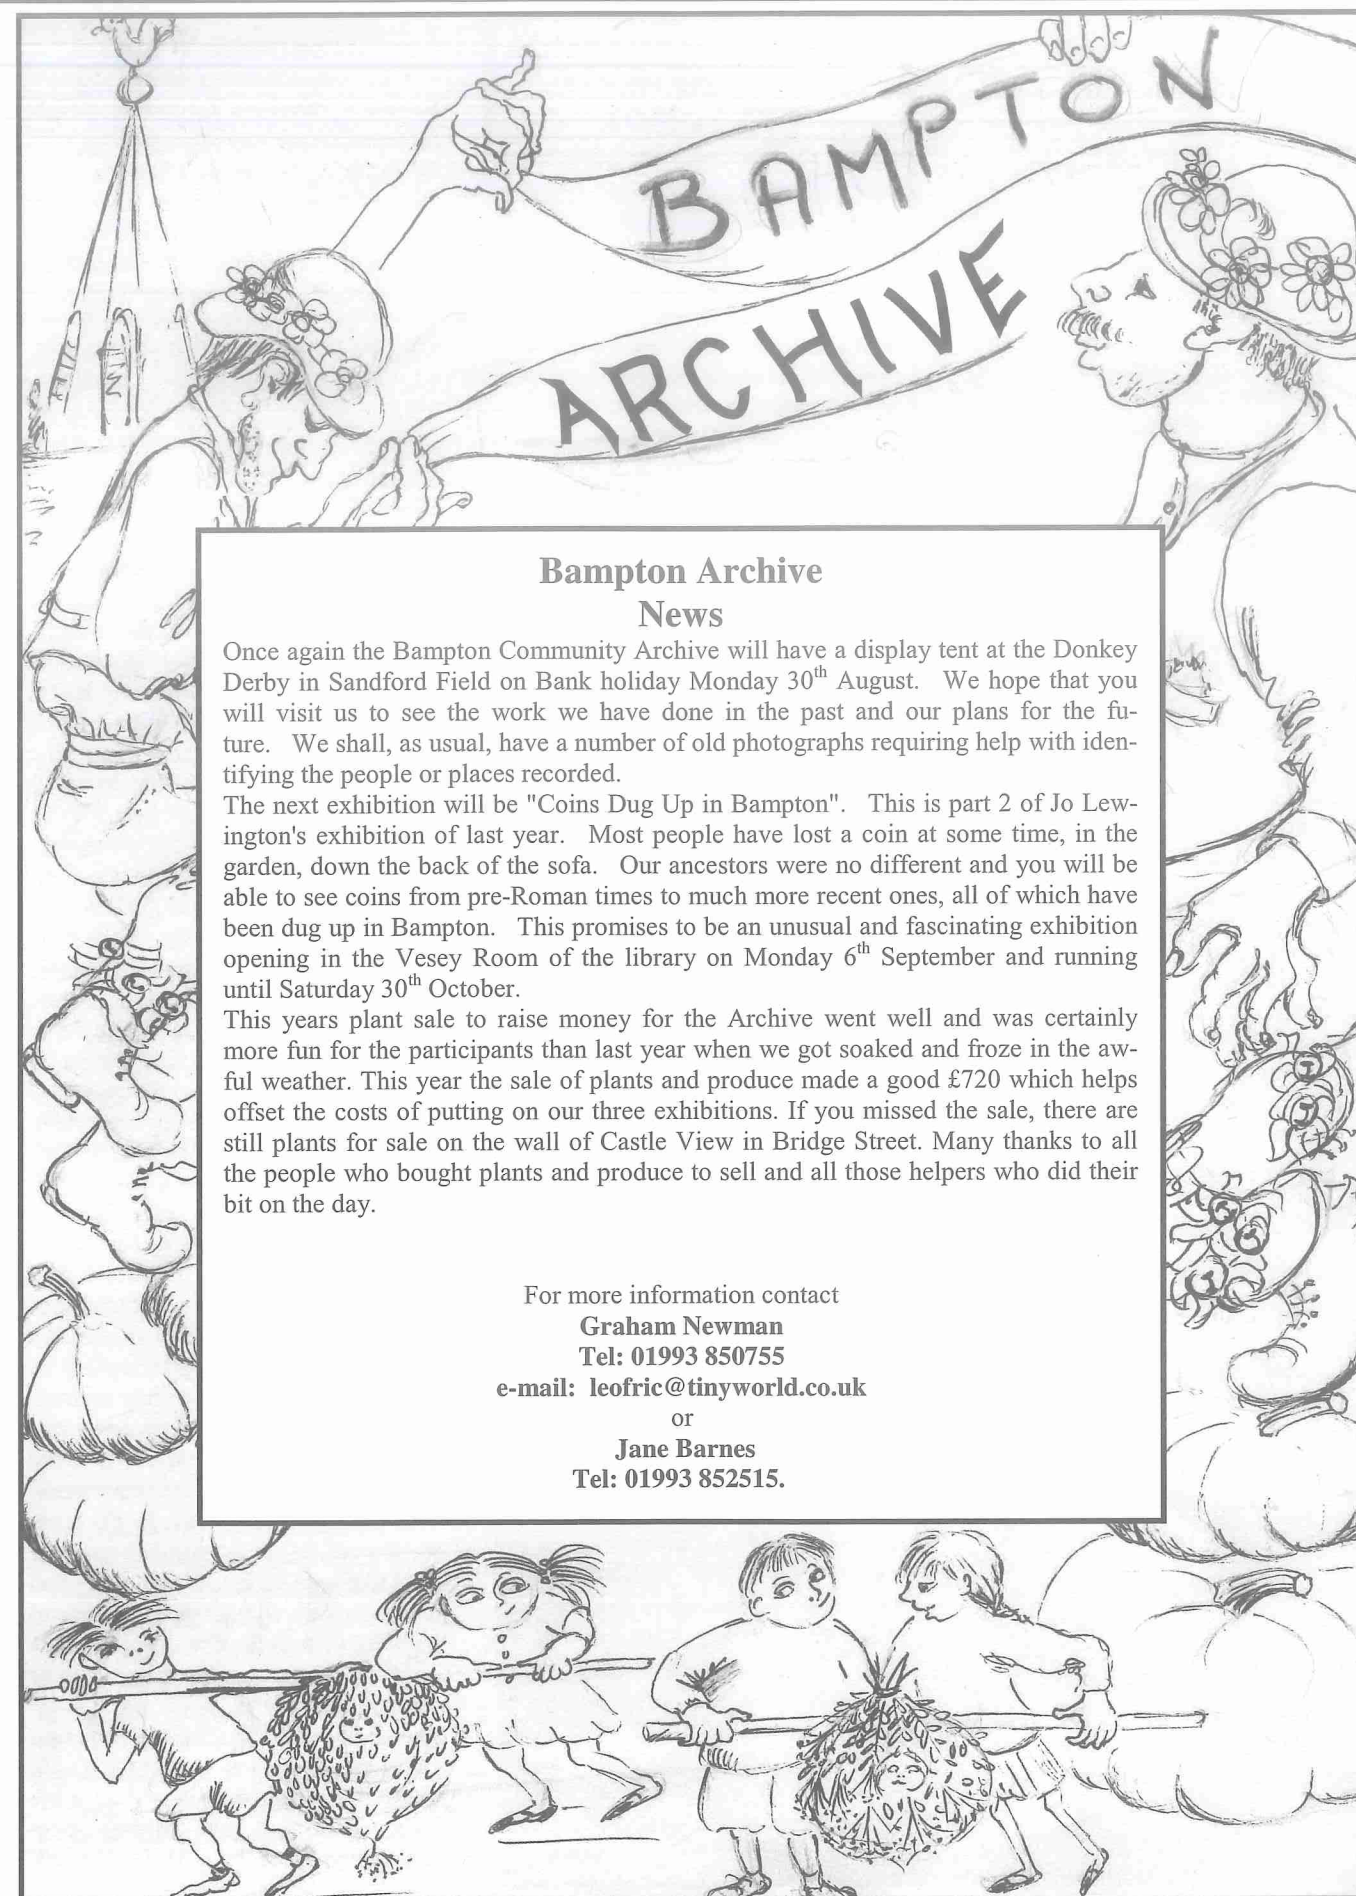 BAMPTON
ARCHIVE
Bampton Archive
News
Once again the Bampton Community Archive will have a display tent at the Donkey
Derby in Sandford Field on Bank holiday Monday 30th August. We hope that you
will visit us to see the work we have done in the past and our plans for the fu-
ture. We shall, as usual, have a number of old photographs requiring help with iden-
tifying the people or places recorded.
The next exhibition will be "Coins Dug Up in Bampton". This is part 2 of Jo Lew-
ington's exhibition of last year. Most people have lost a coin at some time, in the
garden, down the back of the sofa. Our ancestors were no different and you will be
able to see coins from pre-Roman times to much more recent ones, all of which have
been dug up in Bampton. This promises to be an unusual and fascinating exhibition
opening in the Vesey Room of the library on Monday 6th September and running
until Saturday 30th October.
This years plant sale to raise money for the Archive went well and was certainly
more fun for the participants than last year when we got soaked and froze in the aw-
ful weather. This year the sale of plants and produce made a good £720 which helps
offset the costs of putting on our three exhibitions. If you missed the sale, there are
still plants for sale on the wall of Castle View in Bridge Street. Many thanks to all
the people who bought plants and produce to sell and all those helpers who did their
bit on the day.
For more information contact
Graham Newman
Tel: 01993 850755
e-mail: leofric@tinyworld.co.uk
or
Jane Barnes
Tel: 01993 852515.